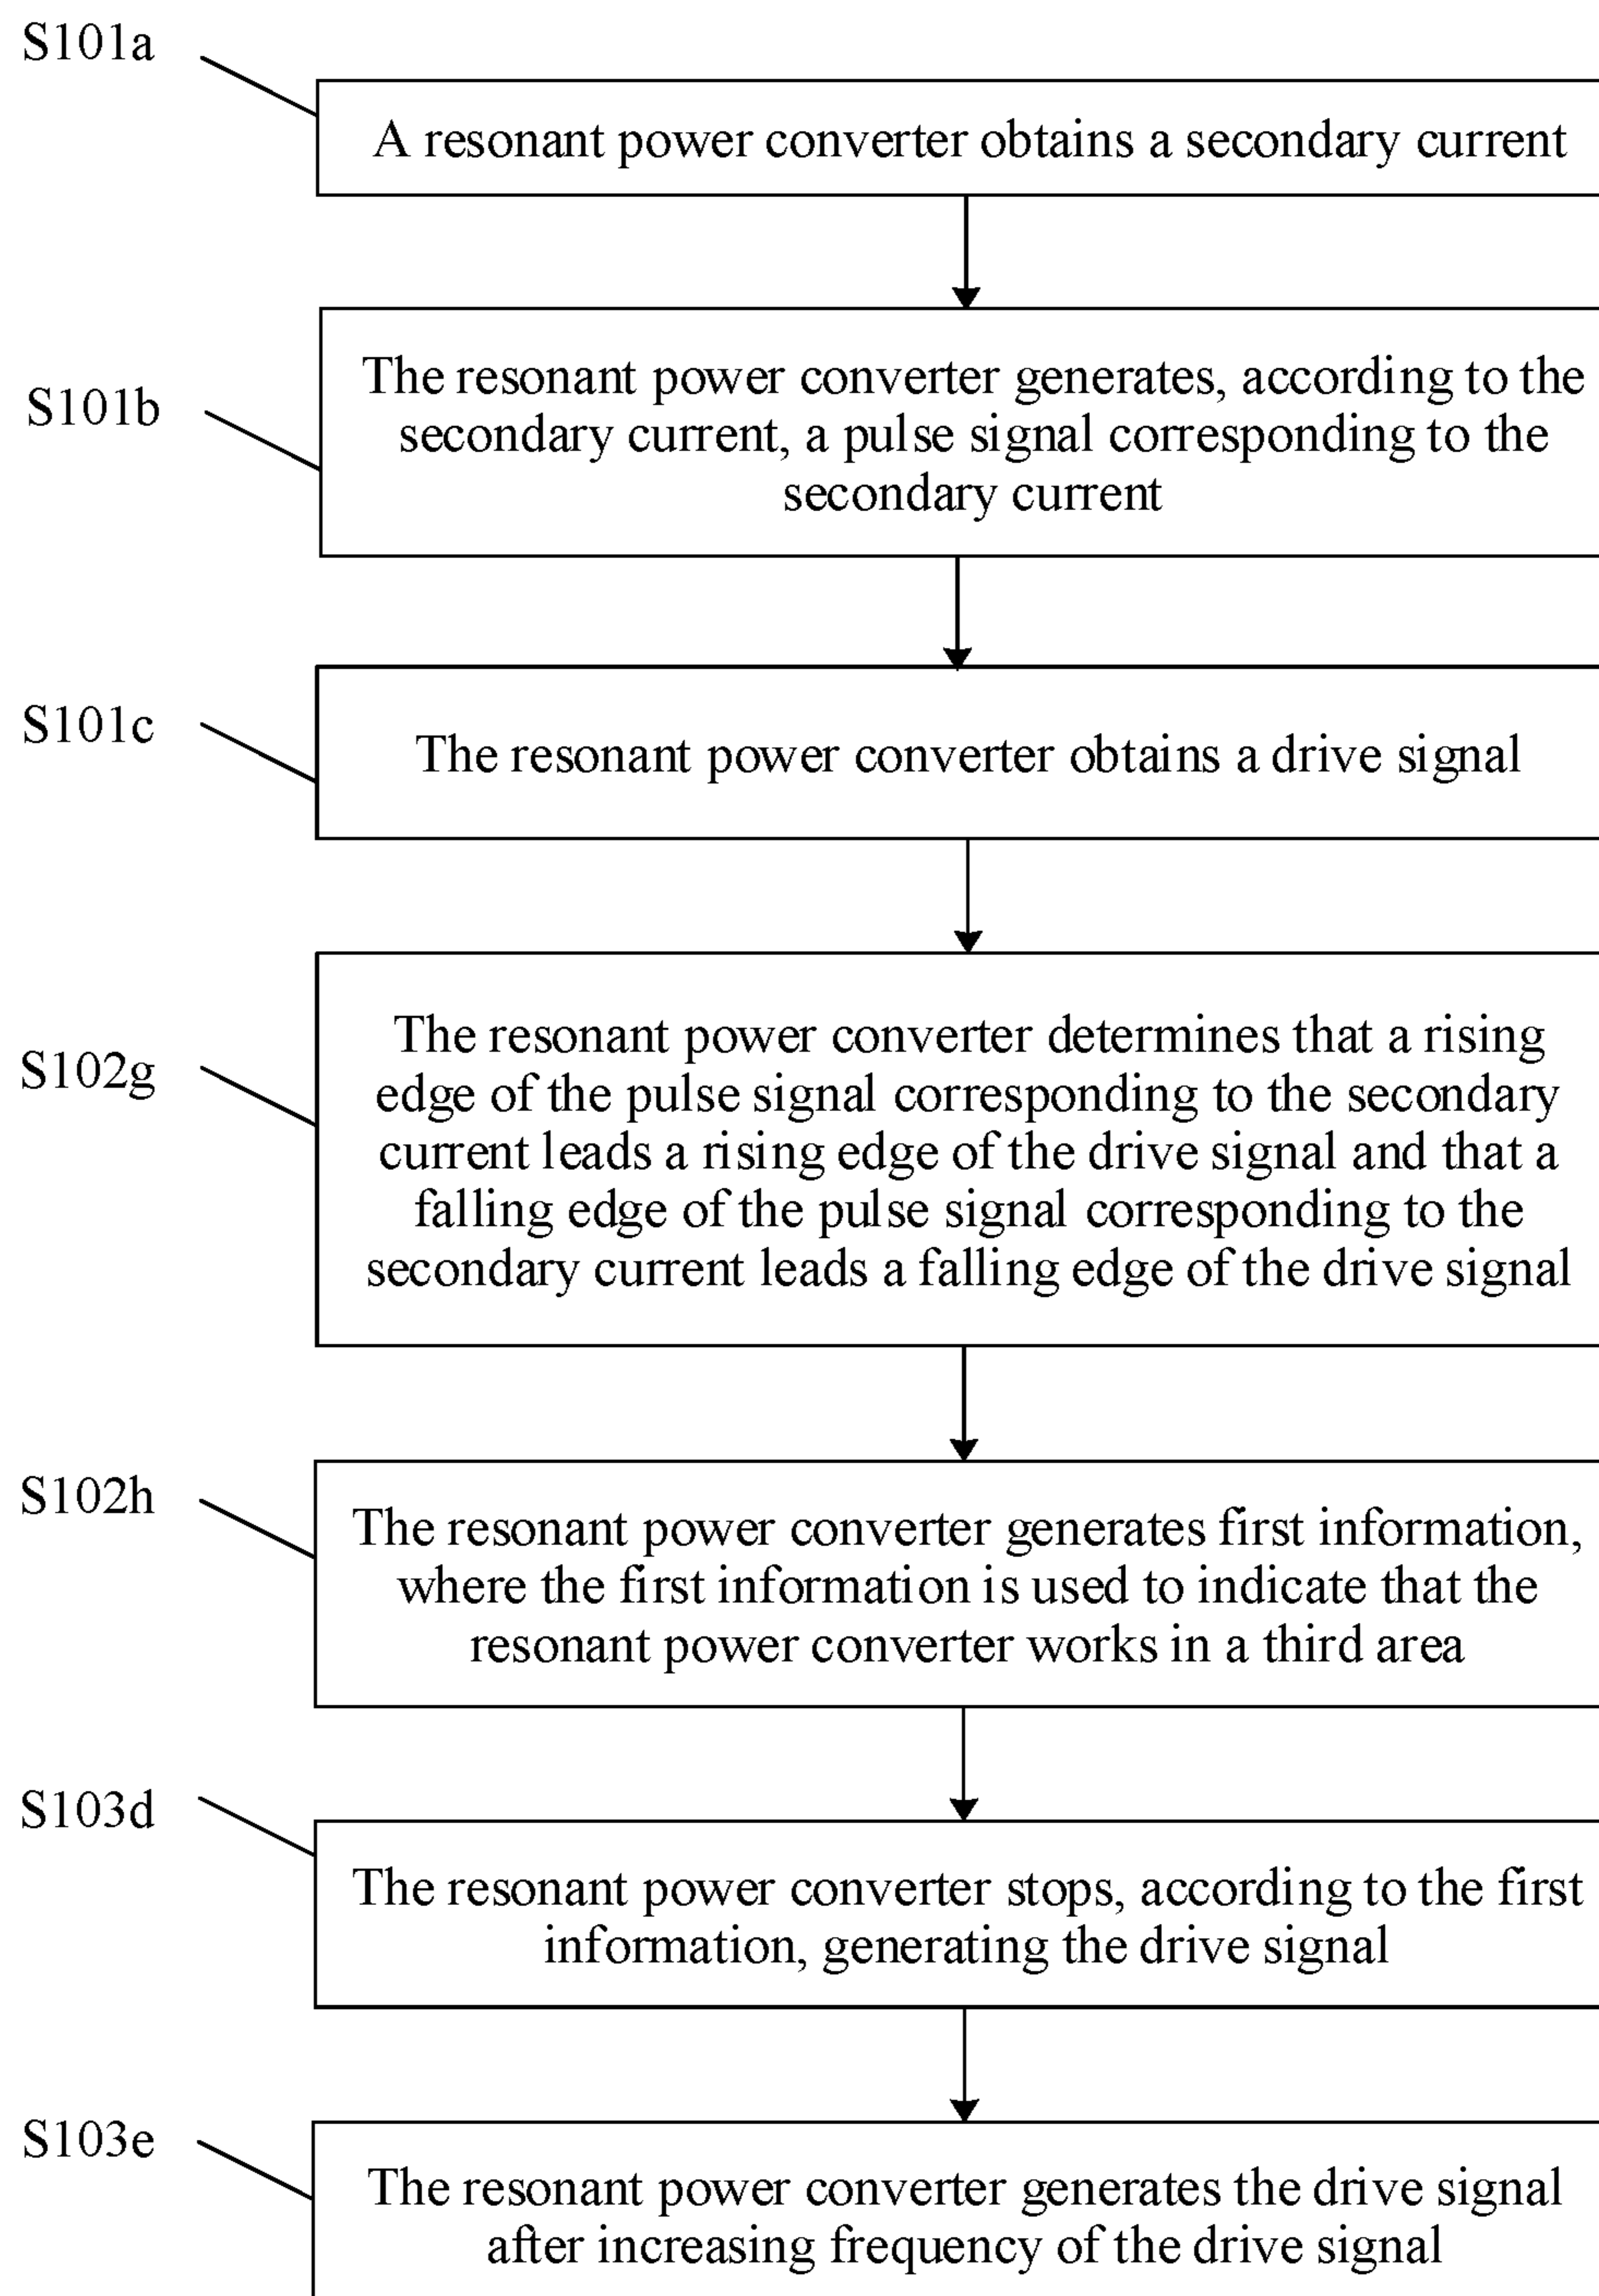 S101a
A resonant power converter obtains a secondary current
S101b
The resonant power converter generates, according to the
secondary current, a pulse signal corresponding to the
secondary current
S101c
The resonant power converter obtains a drive signal
S102g
The resonant power converter determines that a rising
edge of the pulse signal corresponding to the secondary
current leads a rising edge of the drive signal and that a
falling edge of the pulse signal corresponding to the
secondary current leads a falling edge of the drive signal
S102h
The resonant power converter generates first information,
where the first information is used to indicate that the
resonant power converter works in a third area
S103d
The resonant power converter stops, according to the first
information, generating the drive signal
S103e
The resonant power converter generates the drive signal
after increasing frequency of the drive signal